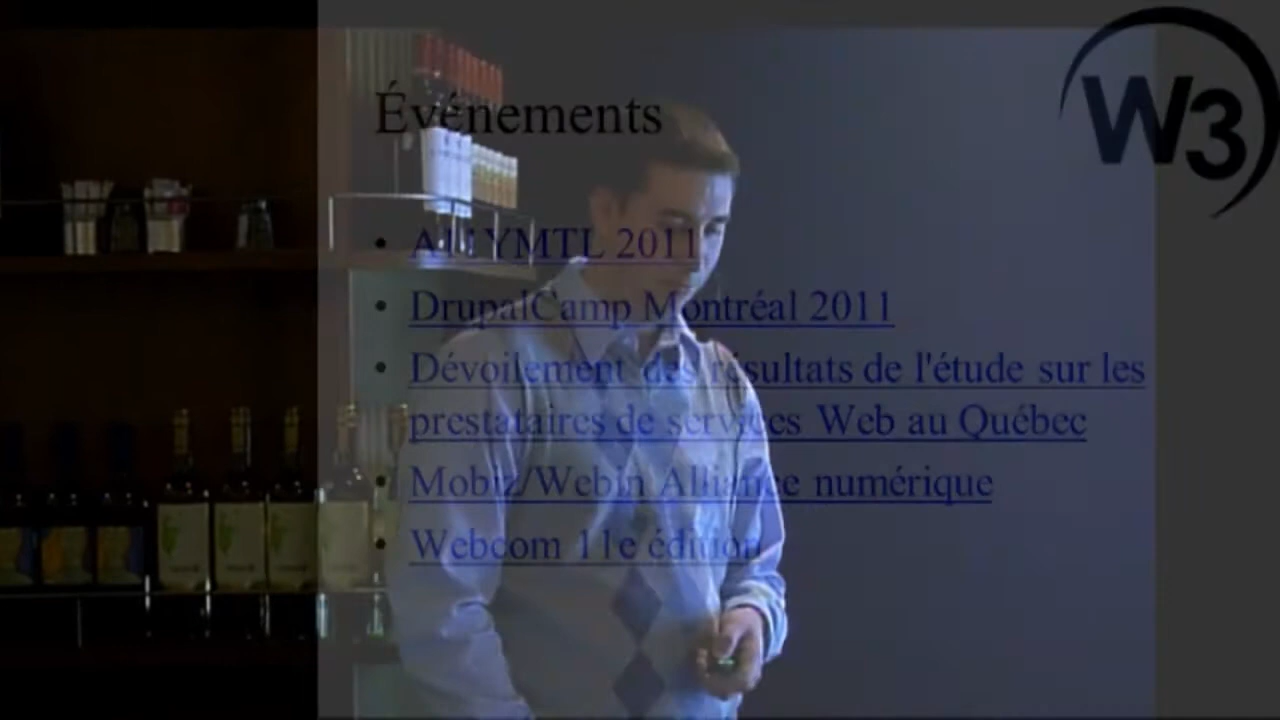 W3
Événements
A11YMTL 2011
DrupalCamp Montréal 2011
Dévoilement des résultats de l'étude sur les
prestataires de services Web au Québec
Mobiz/Webin Alliance numérique
Webcom 11e édition